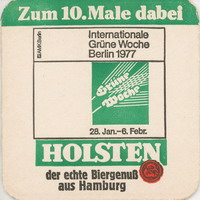 Zum 10. Male dabei
Internationale
Grüne Woche
Berlin 1977
Grüne
Woche
28. Jan.-6. Febr.
HOLSTEN
der echte Biergenuß
aus Hamburg